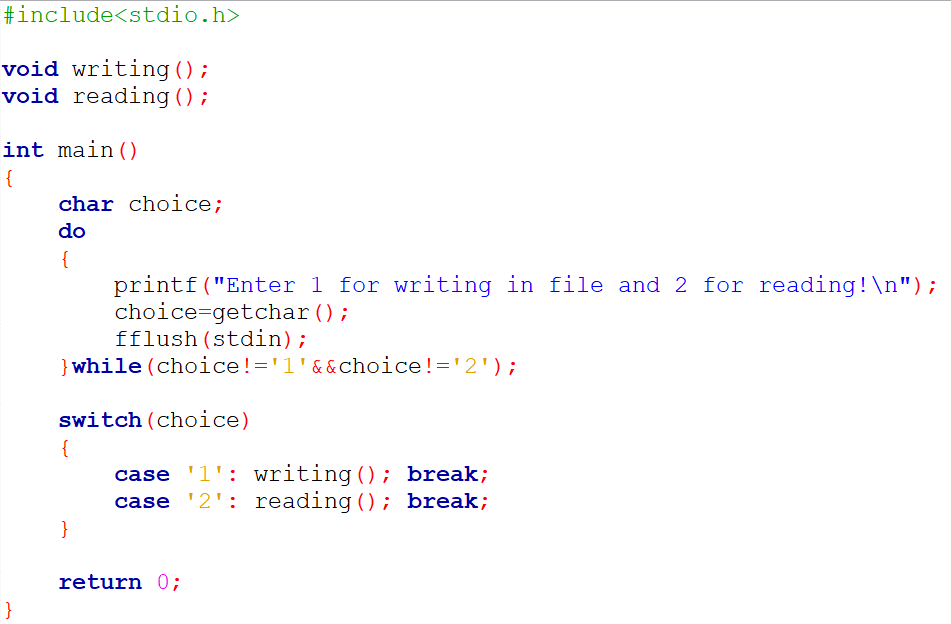 #include<stdio.h>
void writing();
void reading();
int main()
{
char choice;
do
{
printf("Enter 1 for writing in file and 2 for reading!\n");
choice=getchar();
fflush(stdin);
}while(choice!='1'&&choice!='2');
switch(choice)
{
case '1': writing(); break;
case '2': reading(); break;
}
return 0;
}